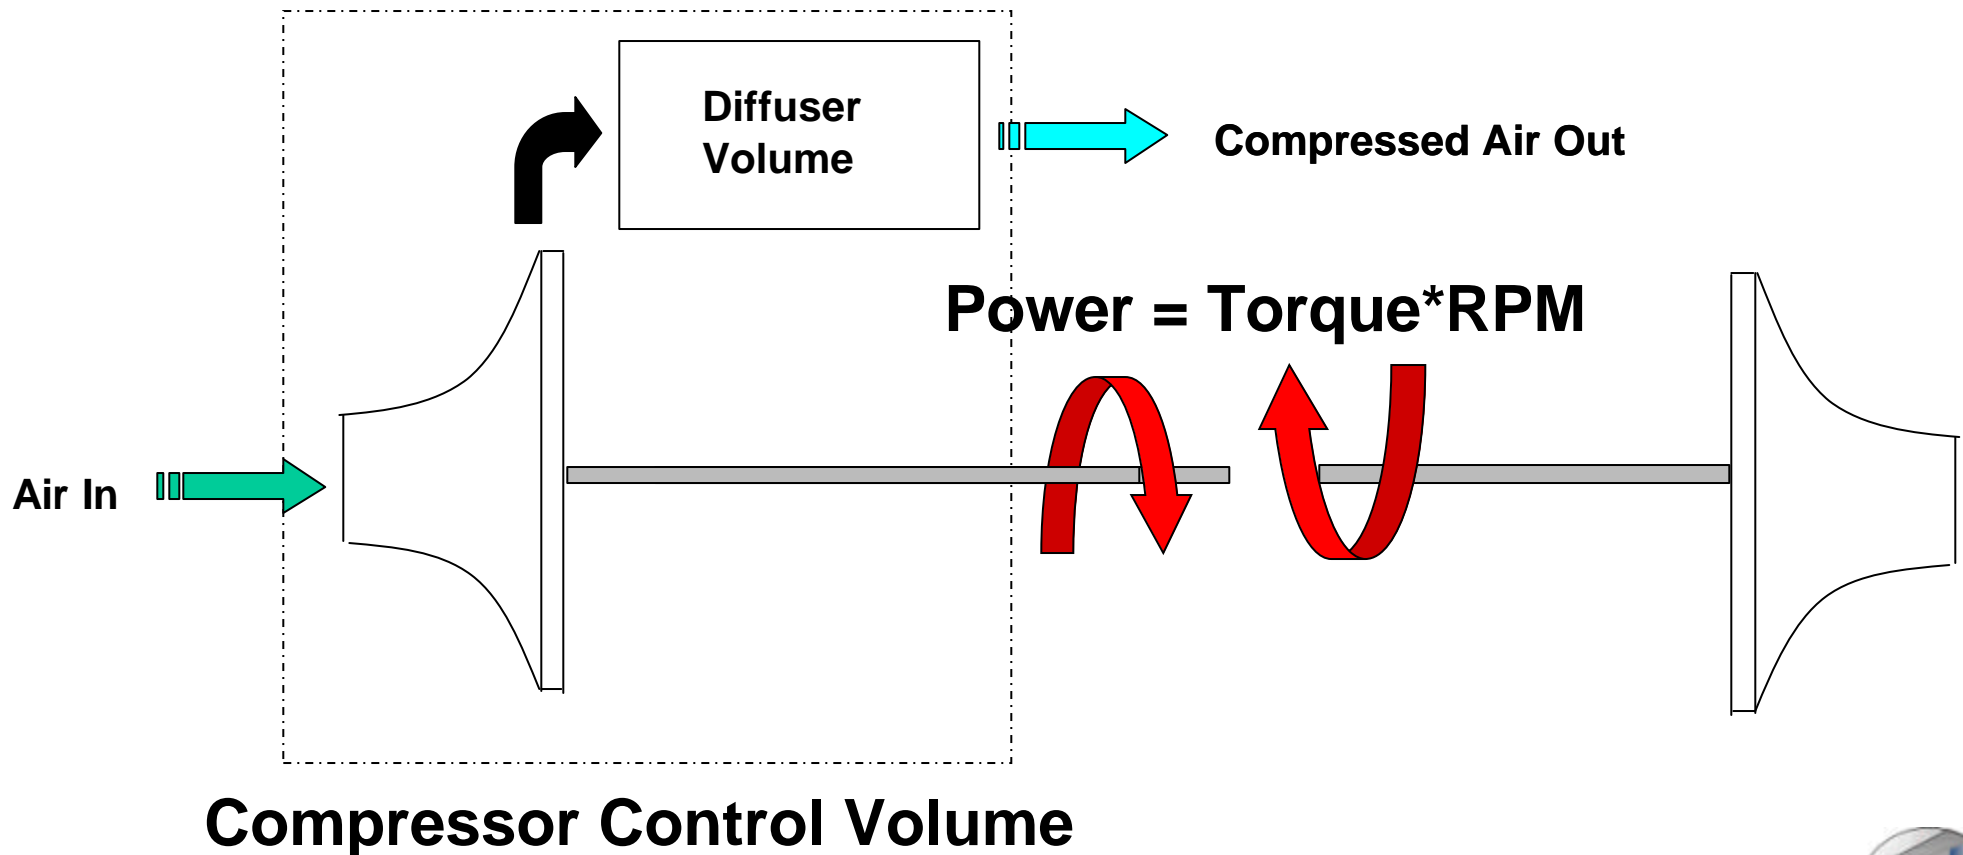 Diffuser
Volume
Compressed Air Out
Power = Torque*RPM
Air In
Compressor Control Volume